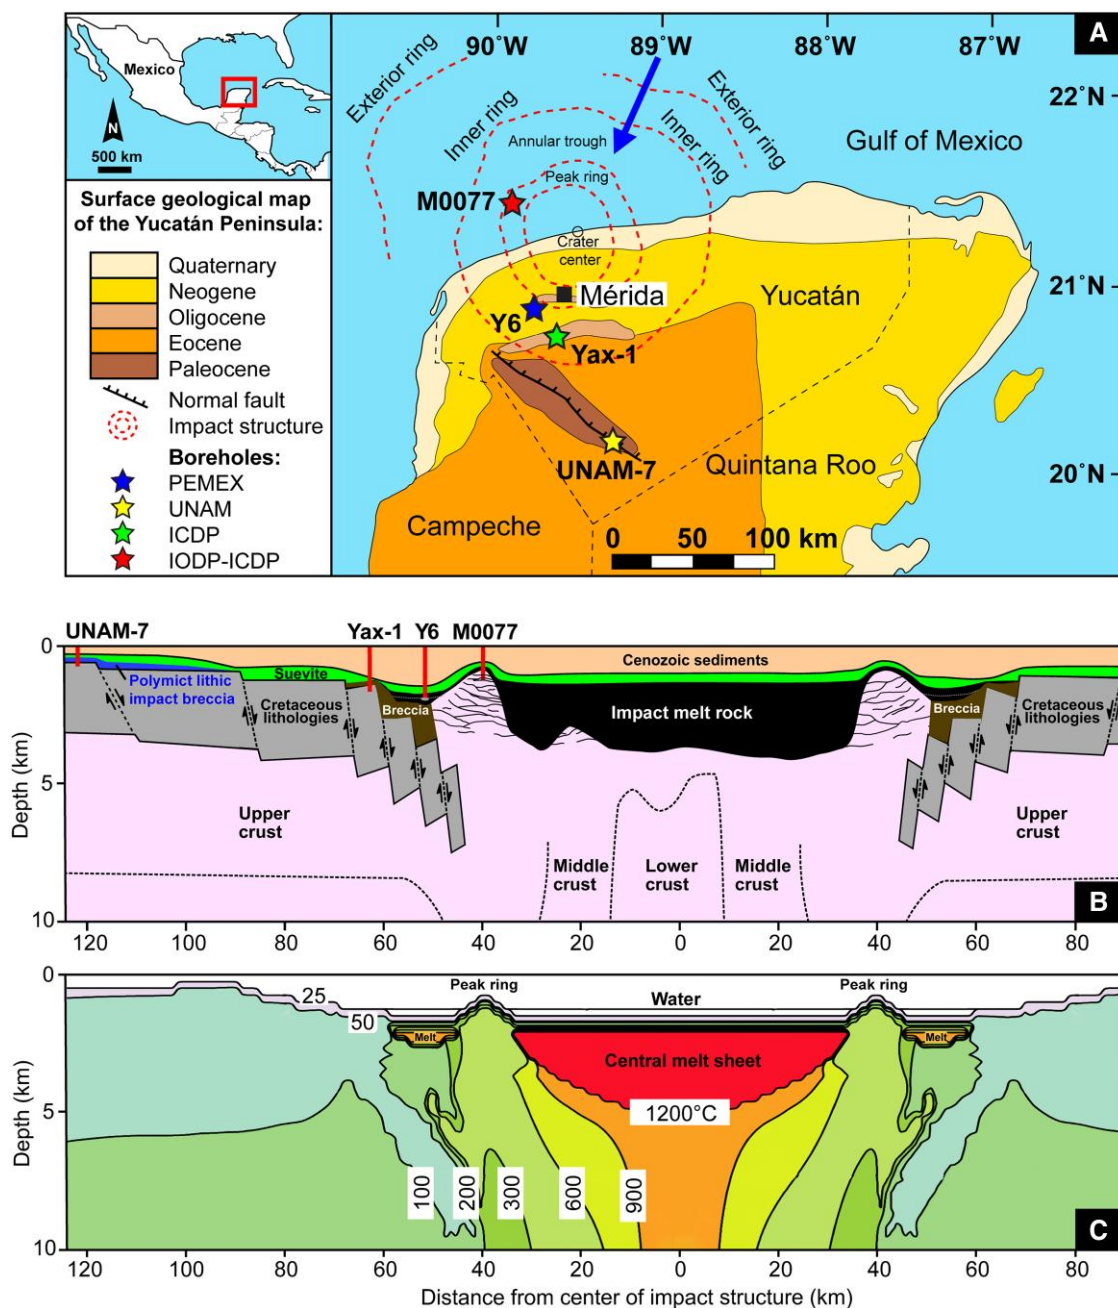 Mexico
N
500 km
Surface geological map
of the Yucatán Peninsula:
Quaternary
Neogene
Oligocene
Eocene
Paleocene
Normal fault
Impact structure
Boreholes:
PEMEX
UNAM
ICDP
IODP-ICDP
A
90°W
89°W
88°W
87°W
22°N
21°N
20°N
Exterior ring
Inner ring
Annular trough
Peak ring
Exterior ring
Inner ring
Gulf of Mexico
M0077
Crater
center
Mérida
Yucatán
Y6
Yax-1
UNAM-7
Quintana Roo
Campeche
0 50 100 km
UNAM-7
Yax-1
Y6
M0077
0
5
10
Depth (km)
Cenozoic sediments
Suevite
Polymict lithic
impact breccia
Cretaceous
lithologies
Breccia
Impact melt rock
Breccia
Cretaceous
lithologies
Upper
crust
Middle
crust
Lower
crust
Middle
crust
Upper
crust
B
120 100 80 60 40 20 0 20 40 60 80
0
5
10
Depth (km)
Peak ring
Water
Peak ring
25
50
Melt
Central melt sheet
Melt
1200°C
100
200
300
600
900
C
120 100 80 60 40 20 0 20 40 60 80
Distance from center of impact structure (km)